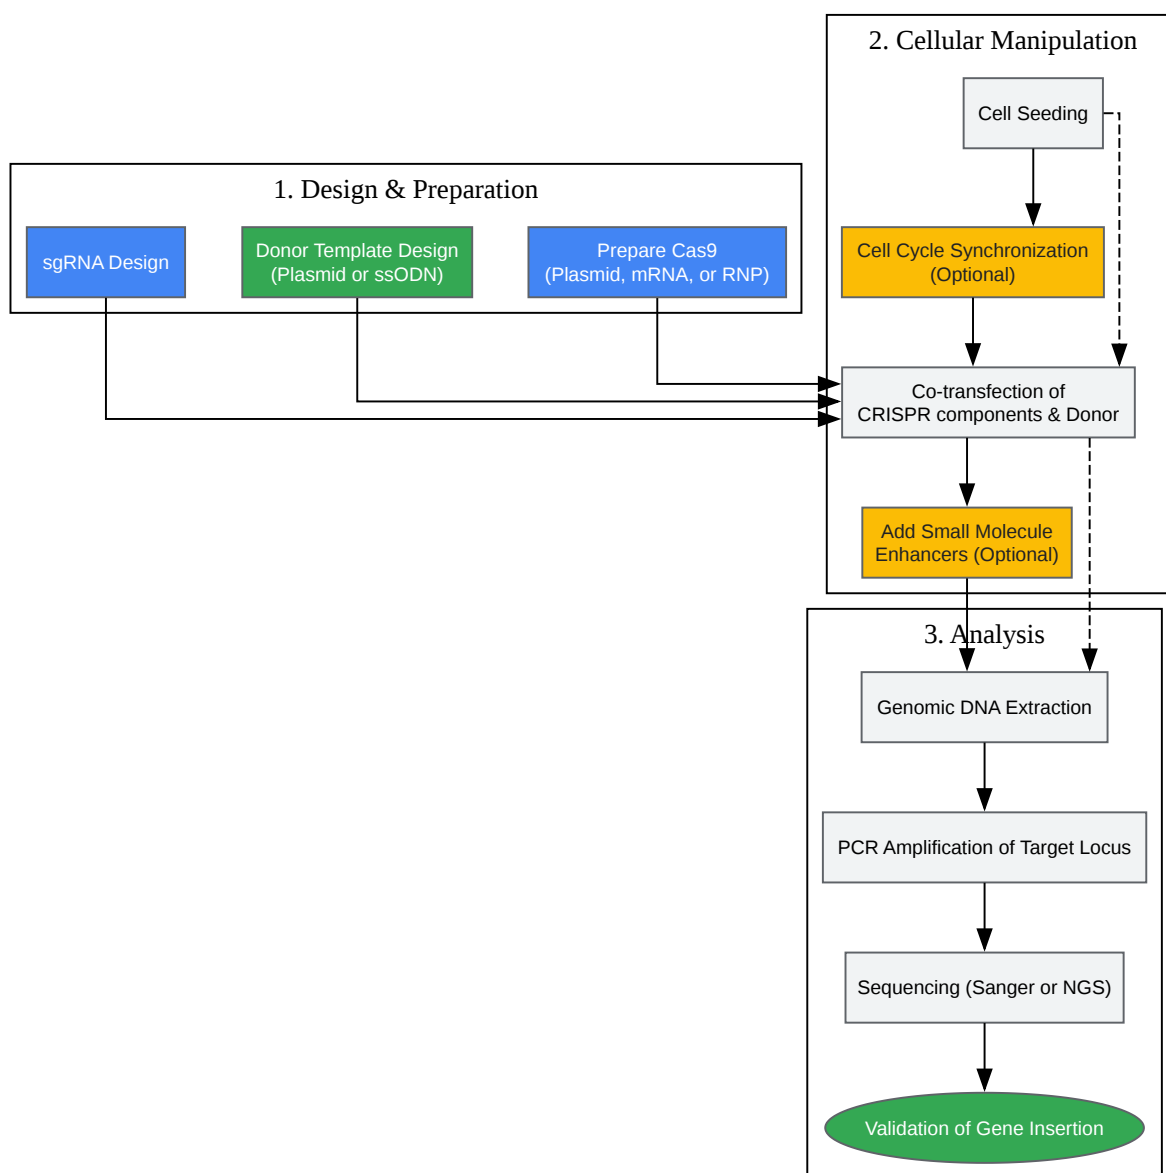 1. Design & Preparation
sgRNA Design
Donor Template Design
(Plasmid or ssODN)
Prepare Cas9
(Plasmid, mRNA, or RNP)
2. Cellular Manipulation
Cell Seeding
Cell Cycle Synchronization
(Optional)
Co-transfection of
CRISPR components & Donor
Add Small Molecule
Enhancers (Optional)
3. Analysis
Genomic DNA Extraction
PCR Amplification of Target Locus
Sequencing (Sanger or NGS)
Validation of Gene Insertion